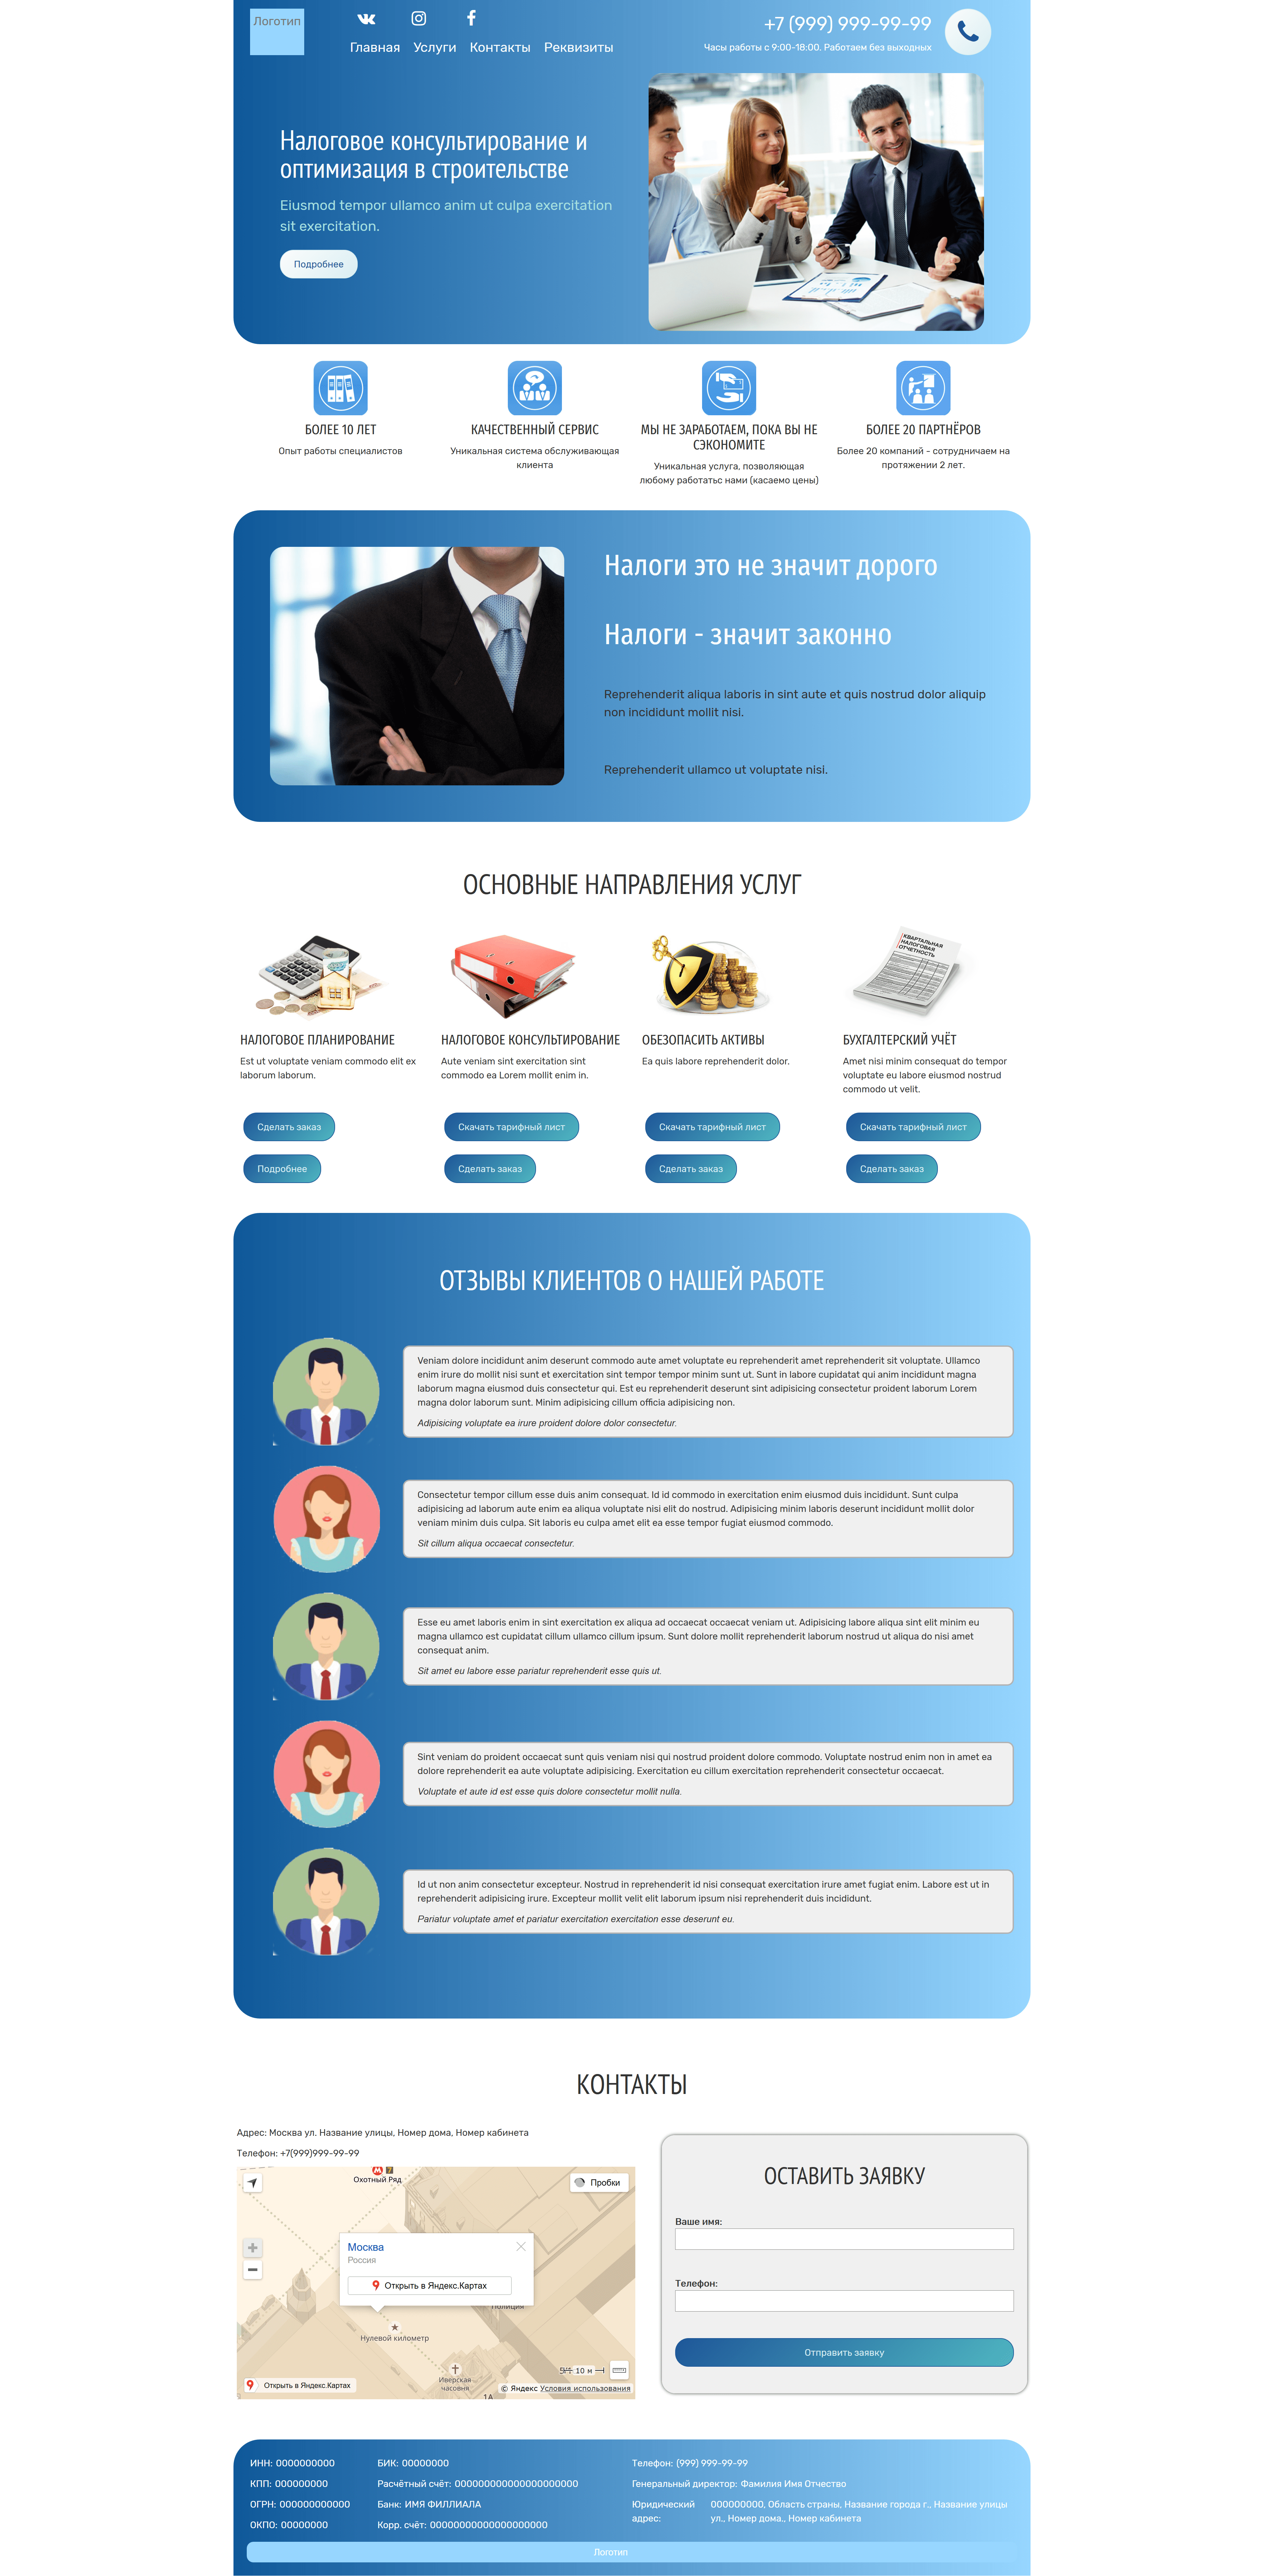 Логотип
Главная Услуги Контакты Реквизиты
+7 (999) 999-99-99
Часы работы с 9:00-18:00. Работаем без выходных
Налоговое консультирование и
оптимизация в строительстве
Eiusmod tempor ullamco anim ut culpa exercitation
sit exercitation.
Подробнее
БОЛЕЕ 10 ЛЕТ
Опыт работы специалистов
КАЧЕСТВЕННЫЙ СЕРВИС
Уникальная система обслуживающая
клиента
МЫ НЕ ЗАРАБОТАЕМ, ПОКА ВЫ НЕ
СЭКОНОМИТЕ
Уникальная услуга, позволяющая
любому работатьс нами (касаемо цены)
БОЛЕЕ 20 ПАРТНЁРОВ
Более 20 компаний - сотрудничаем на
протяжении 2 лет.
Налоги это не значит дорого
Налоги - значит законно
Reprehenderit aliqua laboris in sint aute et quis nostrud dolor aliquip
non incididunt mollit nisi.
Reprehenderit ullamco ut voluptate nisi.
ОСНОВНЫЕ НАПРАВЛЕНИЯ УСЛУГ
НАЛОГОВОЕ ПЛАНИРОВАНИЕ
Est ut voluptate veniam commodo elit ex
laborum laborum.
Сделать заказ
Подробнее
НАЛОГОВОЕ КОНСУЛЬТИРОВАНИЕ
Aute veniam sint exercitation sint
commodo ea Lorem mollit enim in.
Скачать тарифный лист
Сделать заказ
ОБЕЗОПАСИТЬ АКТИВЫ
Ea quis labore reprehenderit dolor.
Скачать тарифный лист
Сделать заказ
КВАРТАЛЬНАЯ
НАЛОГОВАЯ
ОТЧЕТНОСТЬ
БУХГАЛТЕРСКИЙ УЧЁТ
Amet nisi minim consequat do tempor
voluptate eu labore eiusmod nostrud
commodo ut velit.
Скачать тарифный лист
Сделать заказ
ОТЗЫВЫ КЛИЕНТОВ О НАШЕЙ РАБОТЕ
Veniam dolore incididunt anim deserunt commodo aute amet voluptate eu reprehenderit amet reprehenderit sit voluptate. Ullamco
enim irure do mollit nisi sunt et exercitation sint tempor tempor minim sunt ut. Sunt in labore cupidatat qui anim incididunt magna
laborum magna eiusmod duis consectetur qui. Est eu reprehenderit deserunt sint adipisicing consectetur proident laborum Lorem
magna dolor laborum sunt. Minim adipisicing cillum officia adipisicing non.
Adipisicing voluptate ea irure proident dolore dolor consectetur.
Consectetur tempor cillum esse duis anim consequat. Id id commodo in exercitation enim eiusmod duis incididunt. Sunt culpa
adipisicing ad laborum aute enim ea aliqua voluptate nisi elit do nostrud. Adipisicing minim laboris deserunt incididunt mollit dolor
veniam minim duis culpa. Sit laboris eu culpa amet elit ea esse tempor fugiat eiusmod commodo.
Sit cillum aliqua occaecat consectetur.
Esse eu amet laboris enim in sint exercitation ex aliqua ad occaecat occaecat veniam ut. Adipisicing labore aliqua sint elit minim eu
magna ullamco est cupidatat cillum ullamco cillum ipsum. Sunt dolore mollit reprehenderit laborum nostrud ut aliqua do nisi amet
consequat anim.
Sit amet eu labore esse pariatur reprehenderit esse quis ut.
Sint veniam do proident occaecat sunt quis veniam nisi qui nostrud proident dolore commodo. Voluptate nostrud enim non in amet ea
dolore reprehenderit ea aute voluptate adipisicing. Exercitation eu cillum exercitation reprehenderit consectetur occaecat.
Voluptate et aute id est esse quis dolore consectetur mollit nulla.
Id ut non anim consectetur excepteur. Nostrud in reprehenderit id nisi consequat exercitation irure amet fugiat enim. Labore est ut in
reprehenderit adipisicing irure. Excepteur mollit velit elit laborum ipsum nisi reprehenderit duis incididunt.
Pariatur voluptate amet et pariatur exercitation exercitation esse deserunt eu.
КОНТАКТЫ
Адрес: Москва ул. Название улицы, Номер дома, Номер кабинета
Телефон: +7(999)999-99-99
Охотный Ряд
Пробки
Москва
Россия
Открыть в Яндекс.Картах
Полиция
Нулевой километр
Иверская
часовня
10 м
Открыть в Яндекс.Картах
© Яндекс Условия использования
1А
ОСТАВИТЬ ЗАЯВКУ
Ваше имя:
Телефон:
Отправить заявку
ИНН: 0000000000
КПП: 000000000
ОГРН: 000000000000
ОКПО: 00000000
БИК: 00000000
Расчётный счёт: 000000000000000000000
Банк: ИМЯ ФИЛЛИАЛА
Корр. счёт: 00000000000000000000
Телефон: (999) 999-99-99
Генеральный директор: Фамилия Имя Отчество
Юридический адрес: 000000000, Область страны, Название города г., Название улицы
ул., Номер дома., Номер кабинета
Логотип